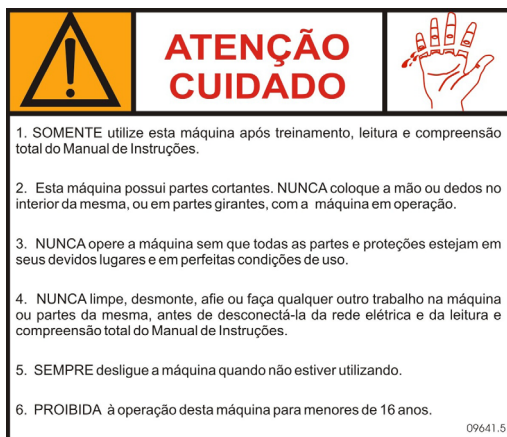 ATENÇÃO
CUIDADO
1. SOMENTE utilize esta máquina após treinamento, leitura e compreensão
total do Manual de Instruções.
2. Esta máquina possui partes cortantes. NUNCA coloque a mão ou dedos no
interior da mesma, ou em partes girantes, com a máquina em operação.
3. NUNCA opere a máquina sem que todas as partes e proteções estejam em
seus devidos lugares e em perfeitas condições de uso.
4. NUNCA limpe, desmonte, afie ou faça qualquer outro trabalho na máquina
ou partes da mesma, antes de desconectá-la da rede elétrica e da leitura e
compreensão total do Manual de Instruções.
5. SEMPRE desligue a máquina quando não estiver utilizando.
6. PROIBIDA à operação desta máquina para menores de 16 anos.
09641.5